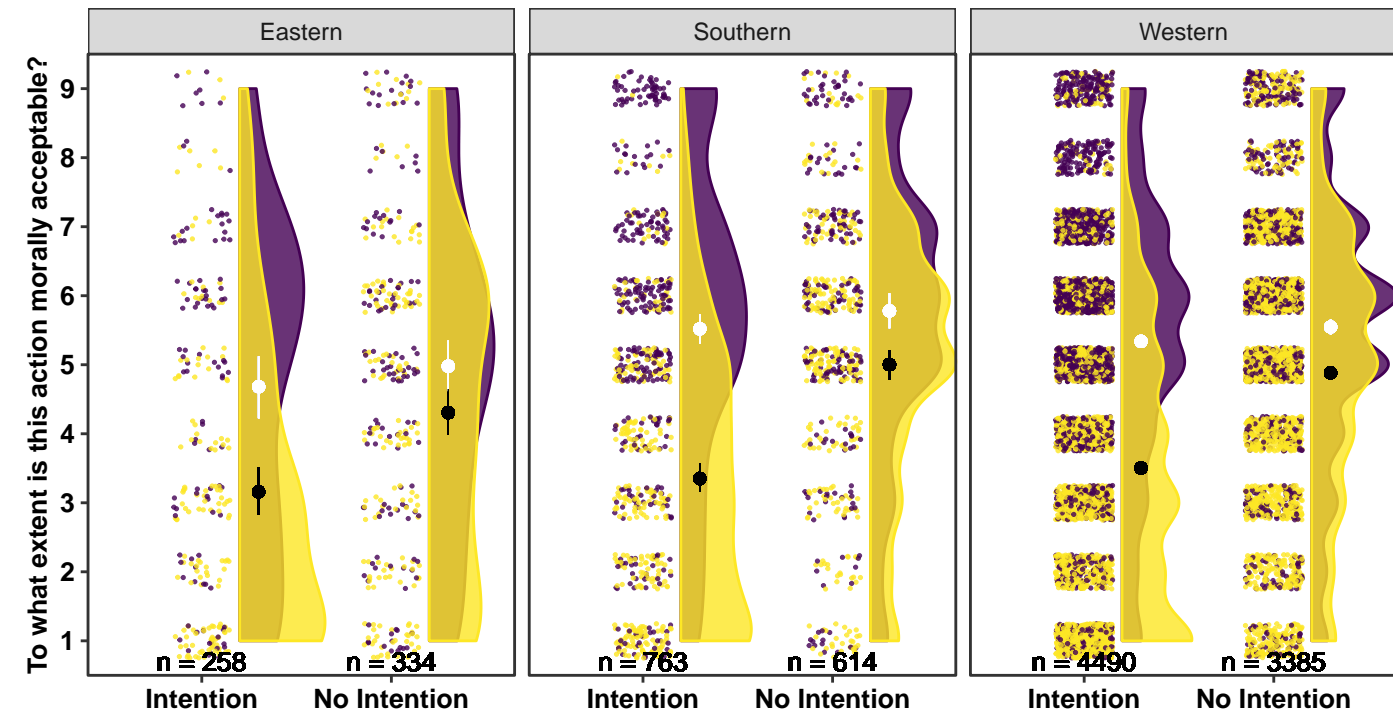 Eastern
Southern
Western
To what extent is this action morally acceptable?
9
8
7
6
5
4
3
2
1
n = 258
n = 334
n = 763
n = 614
n = 4490
n = 3385
Intention
No Intention
Intention
No Intention
Intention
No Intention